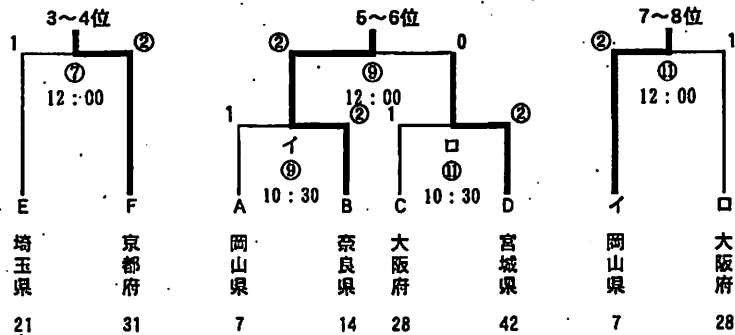 3～4位 5～6位 7～8位
1 ② ② 0 ② 1
⑦ ⑨ ⑪
12：00 12：00 12：00
1 ② 1 ②
イ ロ
⑨ ⑪
10：30 10：30
E F A B C D イ ロ
埼玉県 京都府 岡山県 奈良県 大阪府 宮城県 岡山県 大阪府
21 31 7 14 28 42 7 28